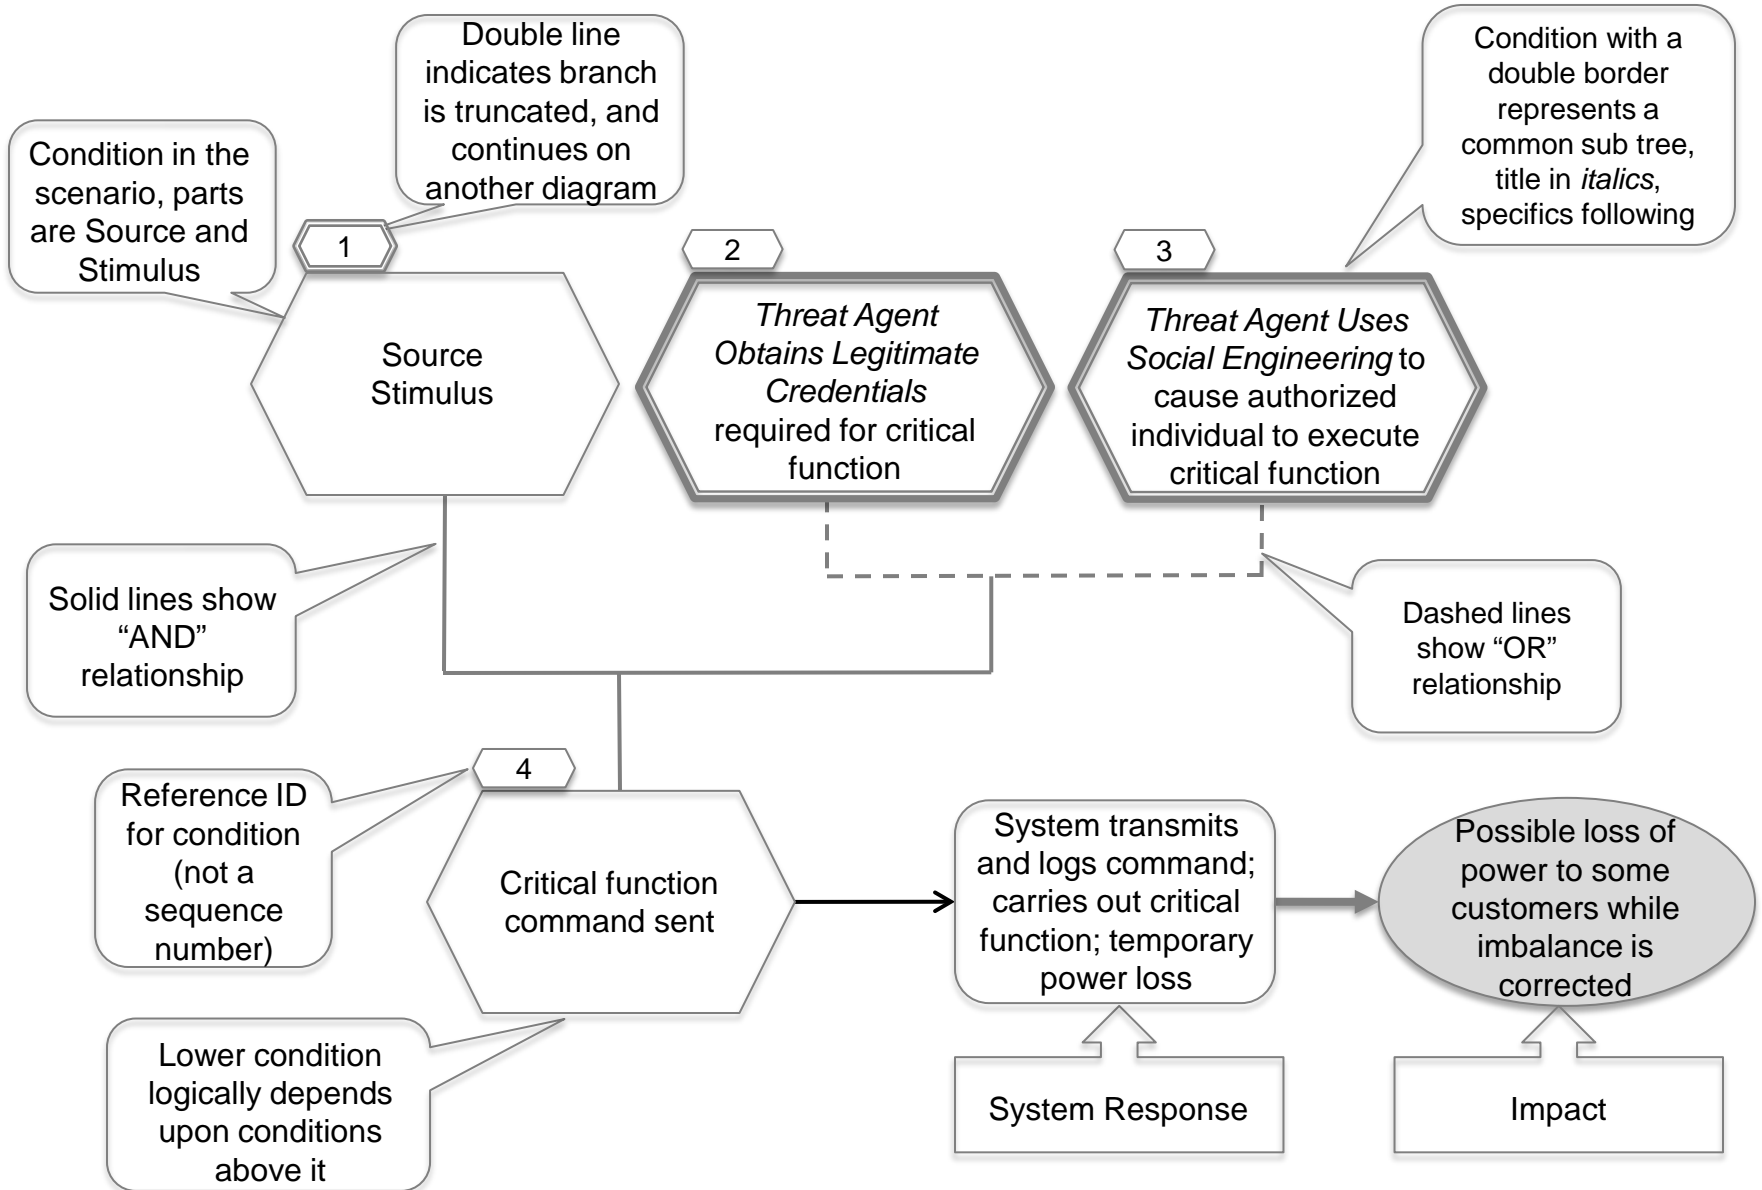 Double line
indicates branch
is truncated, and
continues on
another diagram
Condition with a
double border
represents a
common sub tree,
title in italics,
specifics following
Condition in the
scenario, parts
are Source and
Stimulus
1
2
3
Source
Stimulus
Threat Agent
Obtains Legitimate
Credentials
required for critical
function
Threat Agent Uses
Social Engineering to
cause authorized
individual to execute
critical function
Solid lines show
“AND”
relationship
Dashed lines
show “OR”
relationship
Reference ID
for condition
(not a
sequence
number)
4
Critical function
command sent
System transmits
and logs command;
carries out critical
function; temporary
power loss
Possible loss of
power to some
customers while
imbalance is
corrected
Lower condition
logically depends
upon conditions
above it
System Response
Impact